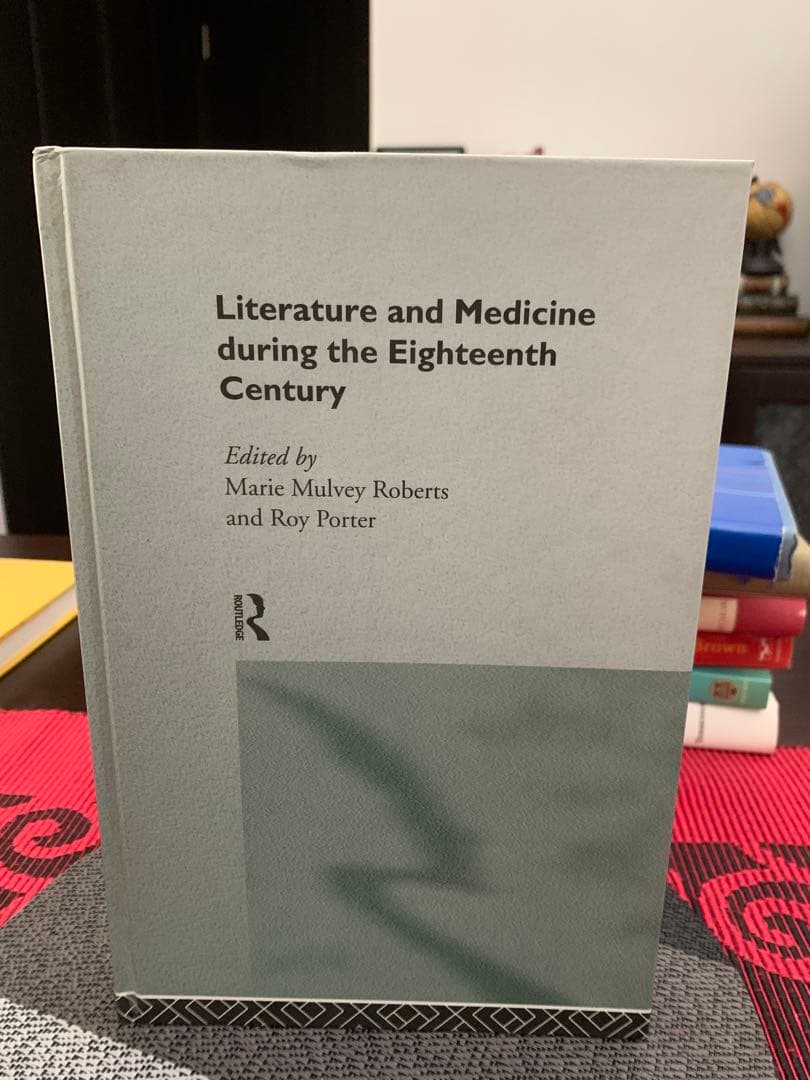 Literature and Medicine
during the Eighteenth
Century
Edited by
Marie Mulvey Roberts
and Roy Porter
ROUTLEDGE
Brown